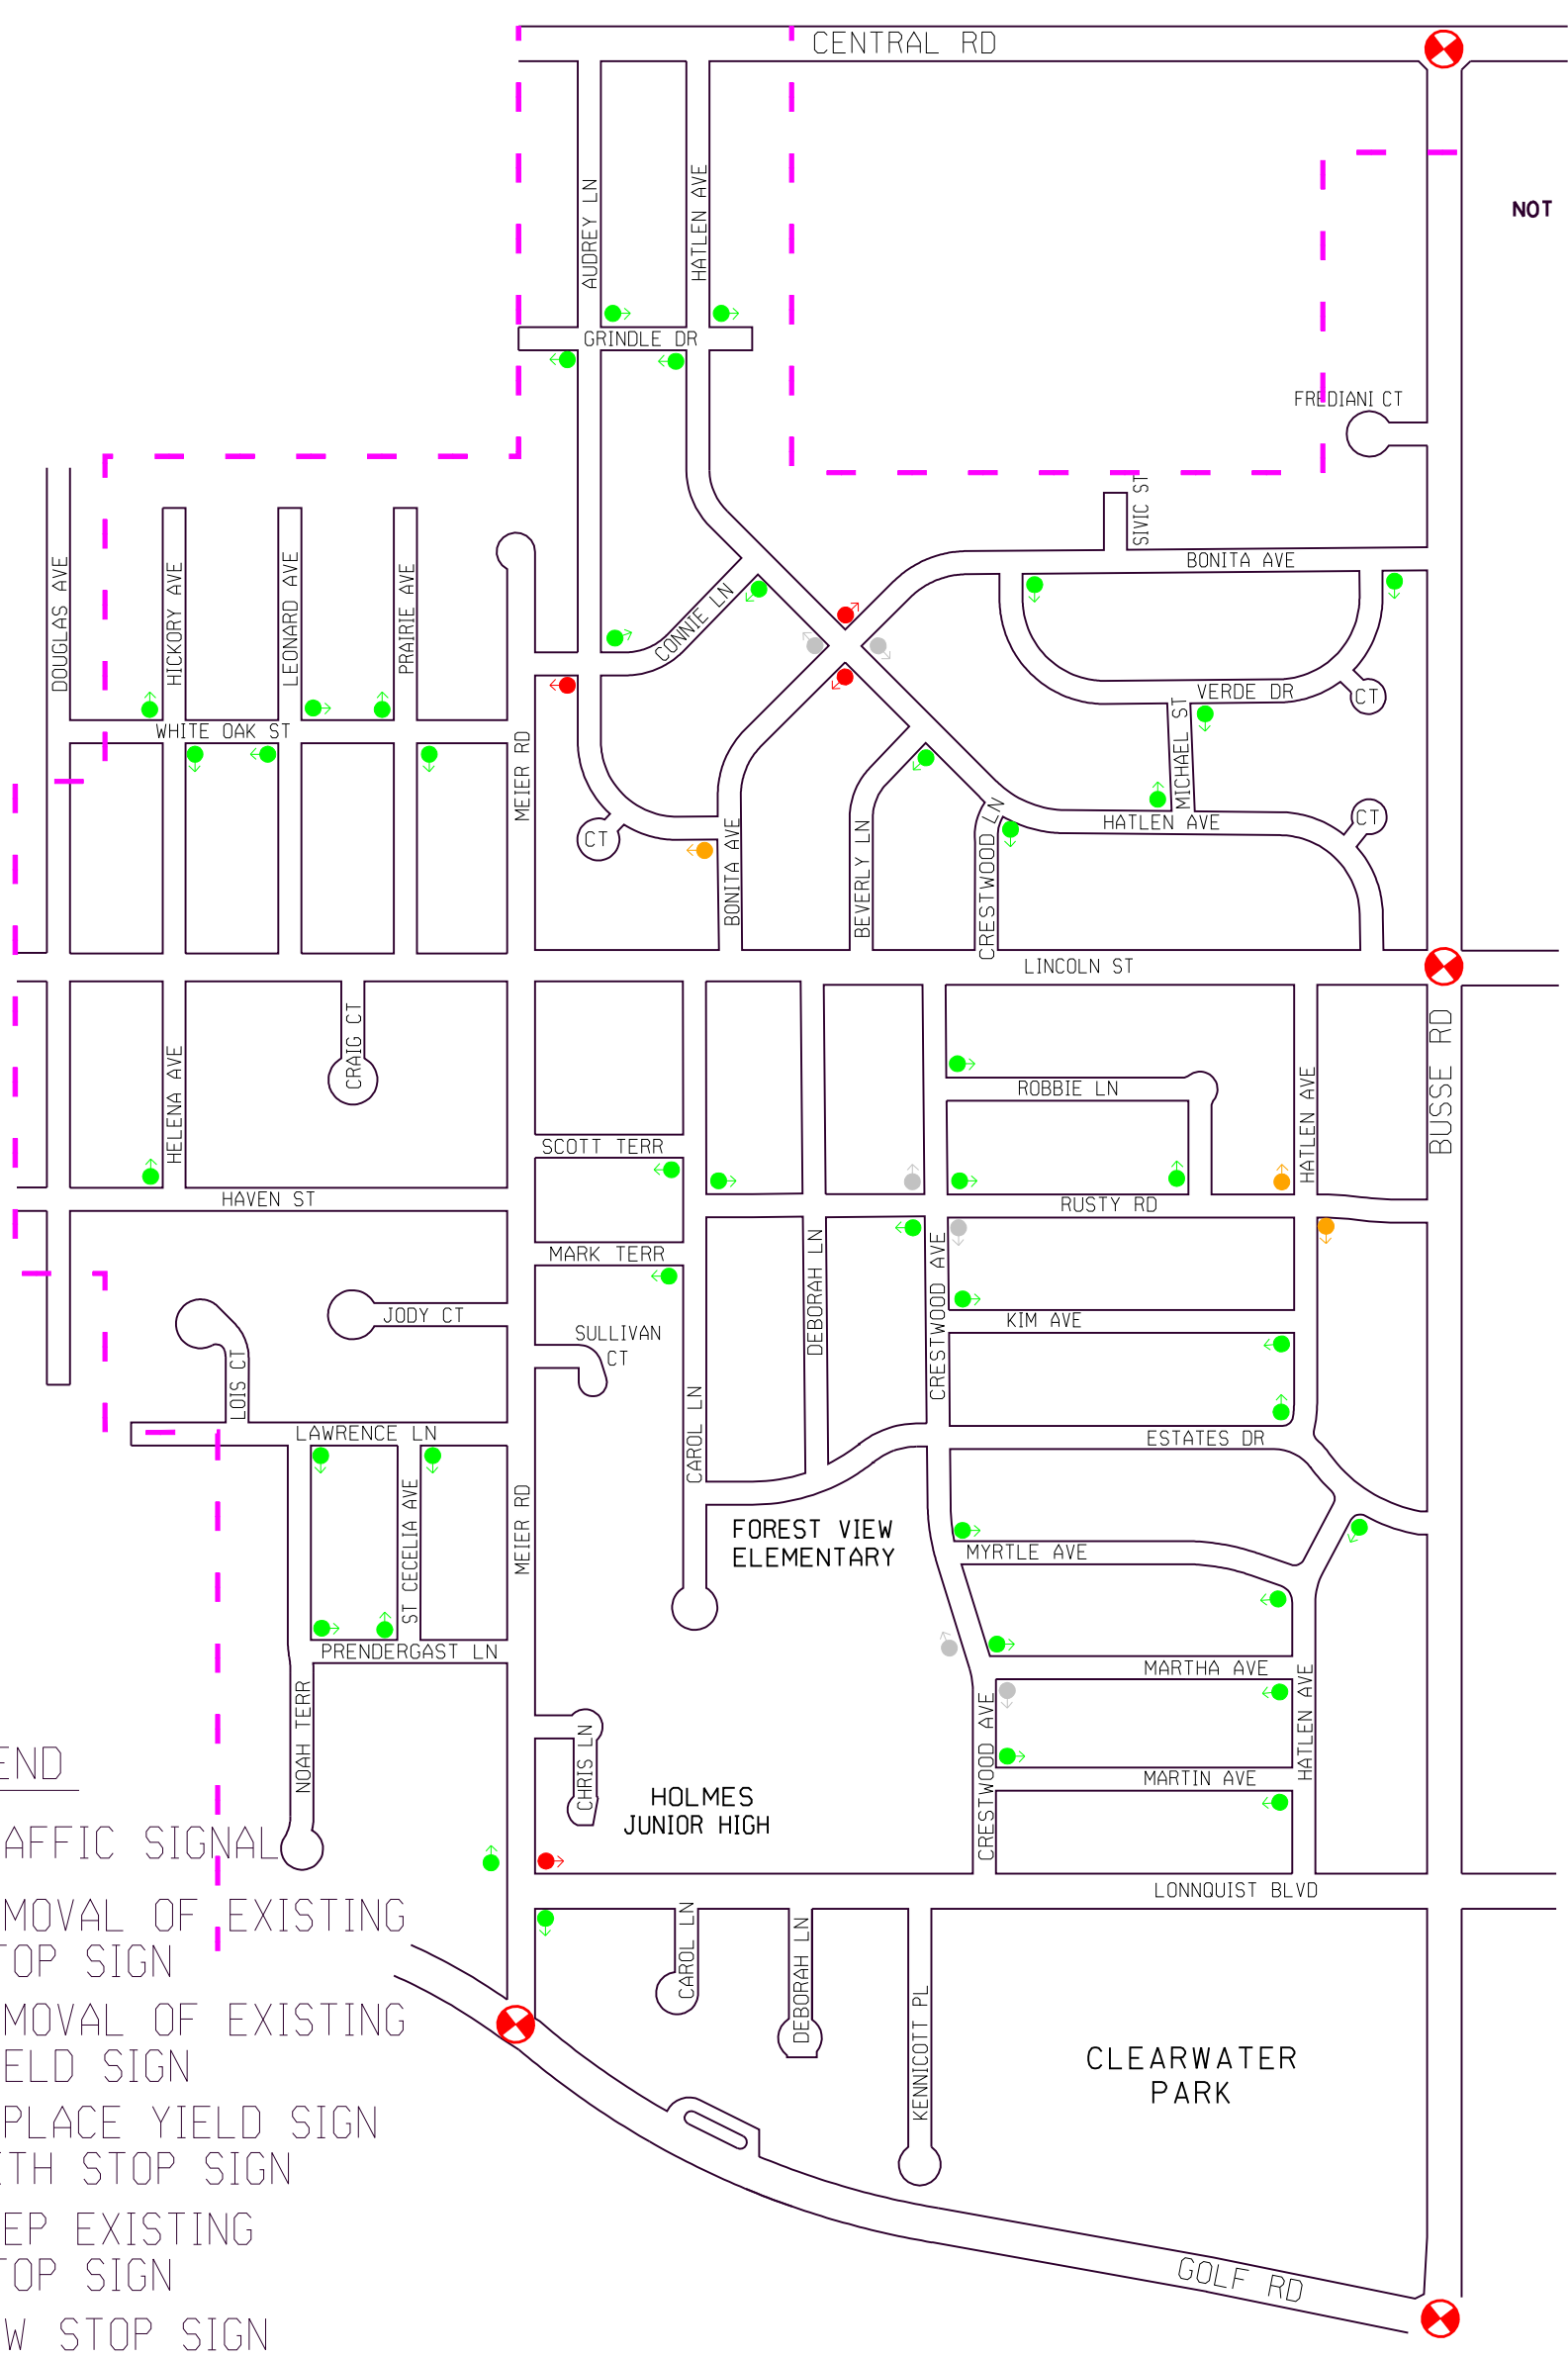 CENTRAL RD
NOT
AUDREY LN
HATLEN AVE
GRINDLE DR
FREDIANI CT
SIVIC ST
BONITA AVE
DOUGLAS AVE
HICKORY AVE
LEONARD AVE
PRAIRIE AVE
CONNIE LN
VERDE DR
CT
WHITE OAK ST
MICHAEL ST
MEIER RD
CT
BONITA AVE
BEVERLY LN
CRESTWOOD LN
HATLEN AVE
CT
LINCOLN ST
BUSSE RD
CRAIG CT
HELENA AVE
ROBBIE LN
HATLEN AVE
SCOTT TERR
HAVEN ST
RUSTY RD
MARK TERR
DEBORAH LN
CRESTWOOD AVE
JODY CT
KIM AVE
SULLIVAN
CT
LOIS CT
CAROL LN
LAWRENCE LN
ESTATES DR
ST CECELIA AVE
MEIER RD
FOREST VIEW
ELEMENTARY
MYRTLE AVE
PRENDERGAST LN
MARTHA AVE
NOAH TERR
CHRIS LN
CRESTWOOD AVE
HATLEN AVE
MARTIN AVE
HOLMES
JUNIOR HIGH
END
AFFIC SIGNAL
LONNQUIST BLVD
MOVAL OF EXISTING
TOP SIGN
CAROL LN
DEBORAH LN
KENNICOTT PL
MOVAL OF EXISTING
ELD SIGN
CLEARWATER
PARK
PLACE YIELD SIGN
ITH STOP SIGN
EP EXISTING
TOP SIGN
GOLF RD
W STOP SIGN